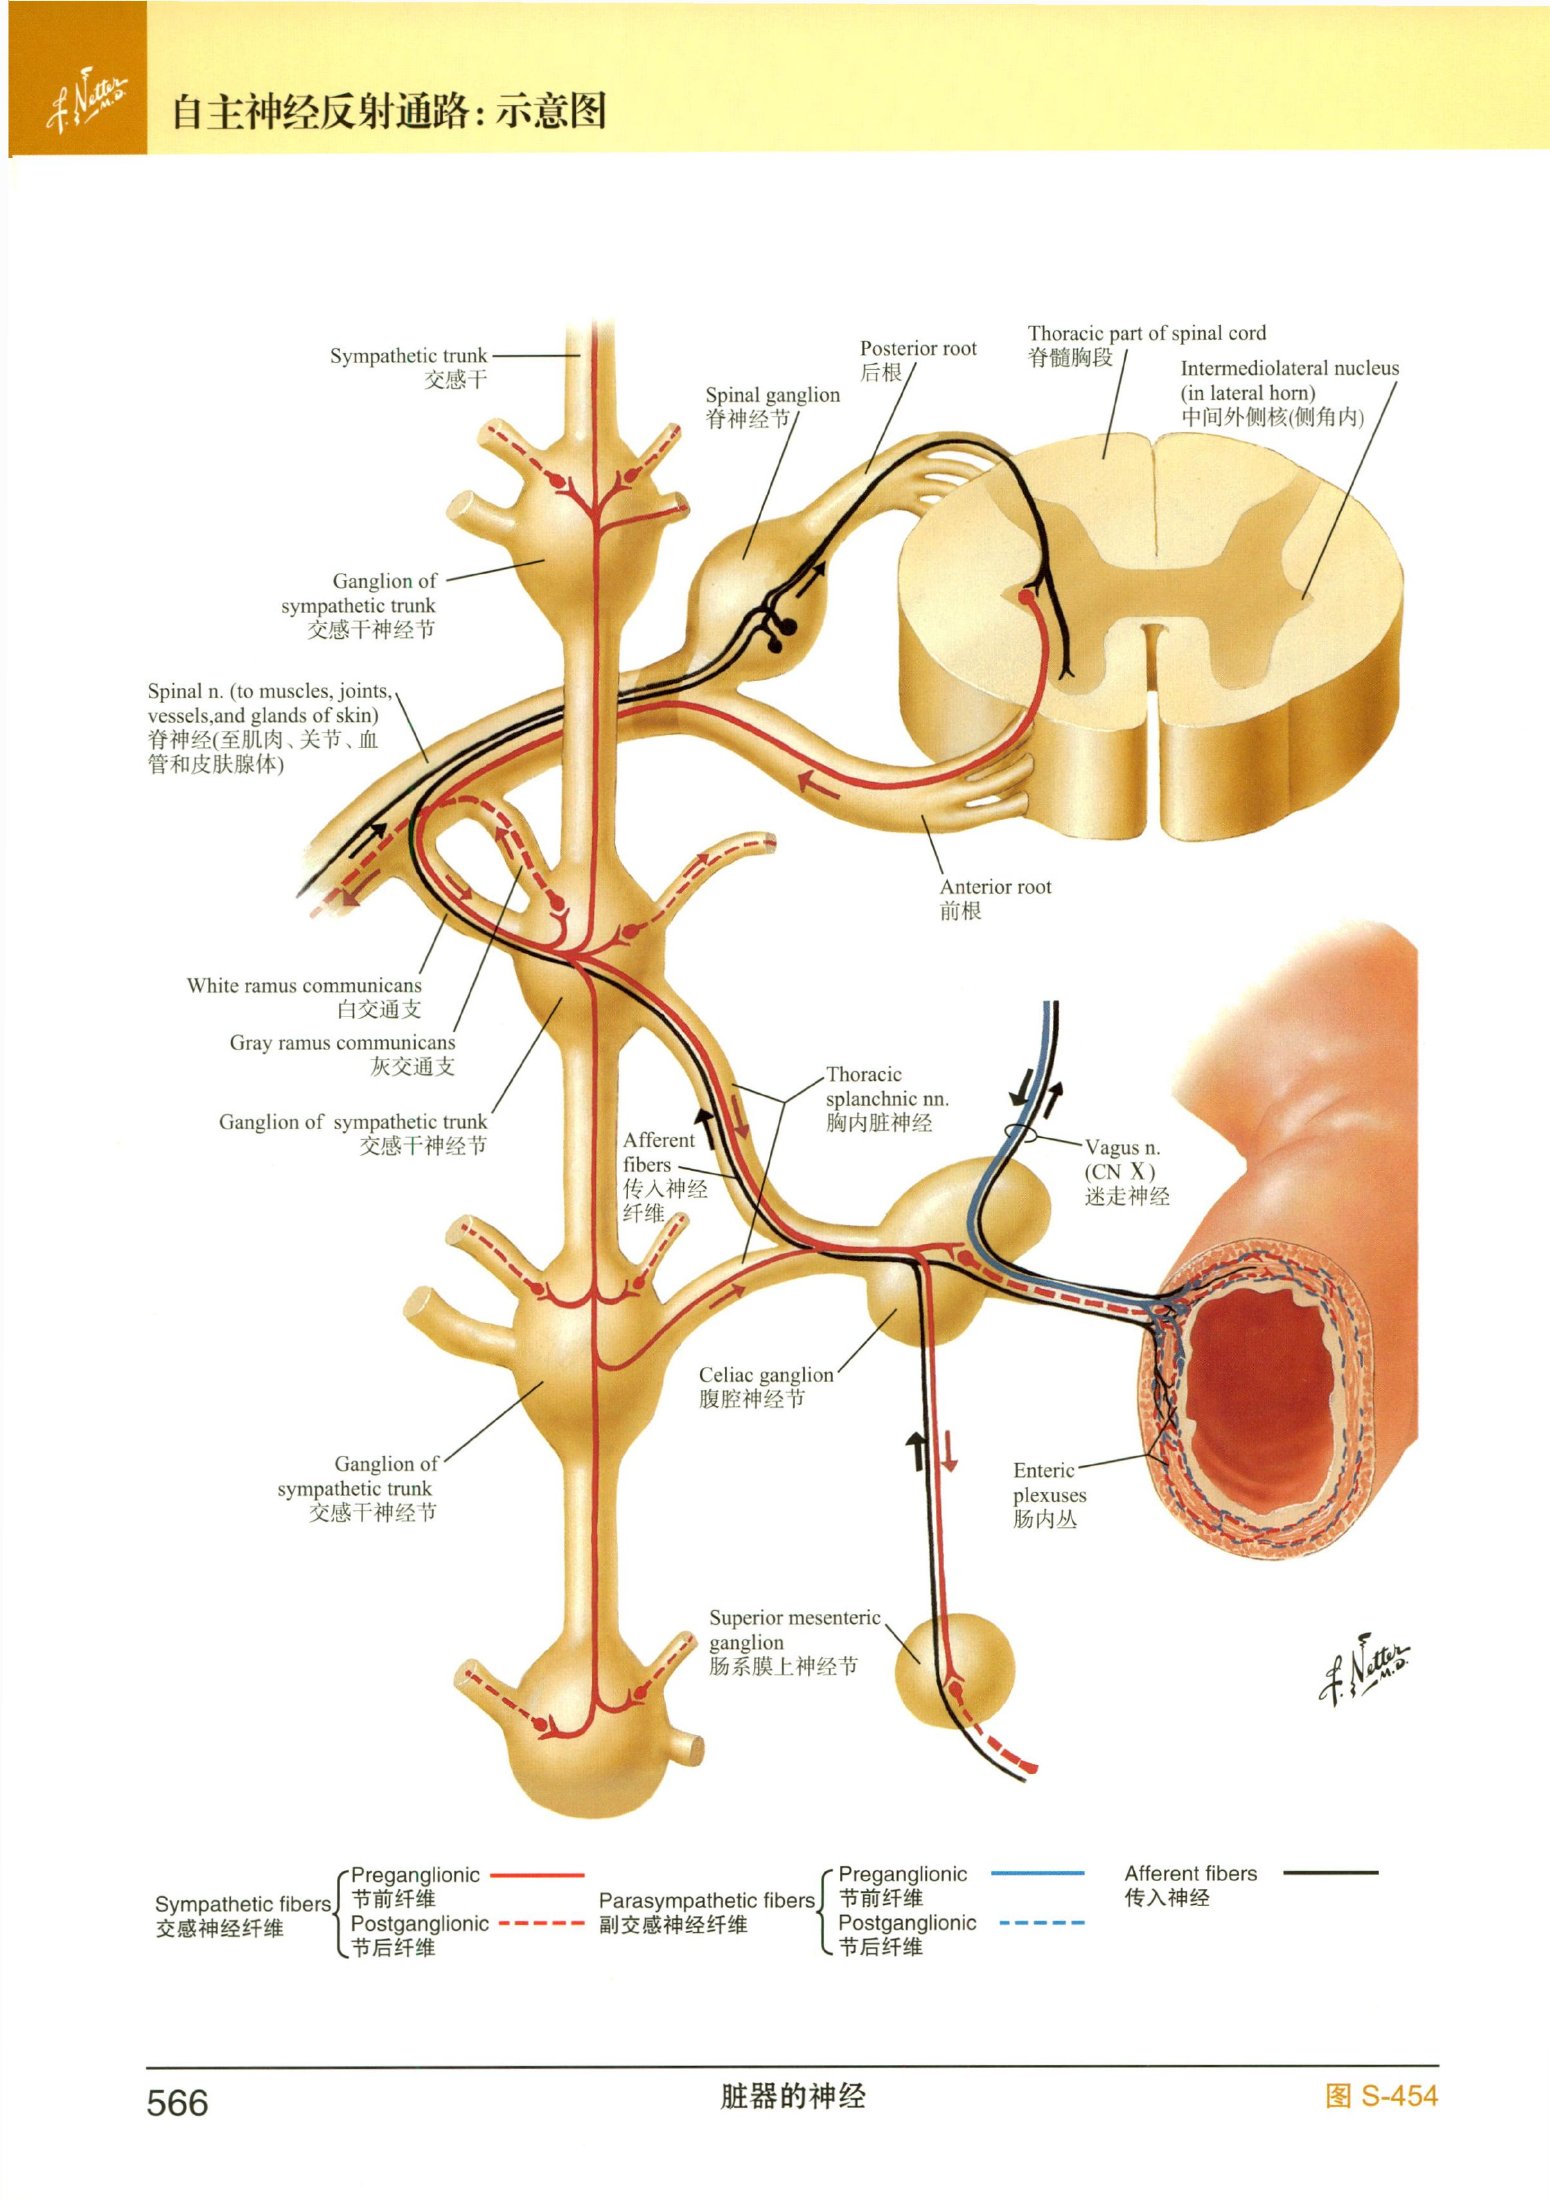 F. Netter M.D.
自主神经反射通路:示意图
Sympathetic trunk
交感干
Spinal ganglion
脊神经节
Posterior root
后根
Thoracic part of spinal cord
脊髓胸段
Intermediolateral nucleus
(in lateral horn)
中间外侧核(侧角内)
Ganglion of
sympathetic trunk
交感干神经节
Spinal n. (to muscles, joints,
vessels,and glands of skin)
脊神经(至肌肉、关节、血
管和皮肤腺体)
Anterior root
前根
White ramus communicans
白交通支
Gray ramus communicans
灰交通支
Ganglion of sympathetic trunk
交感干神经节
Afferent
fibers
传入神经
纤维
Thoracic
splanchnic nn.
胸内脏神经
Vagus n.
(CN X)
迷走神经
Celiac ganglion
腹腔神经节
Ganglion of
sympathetic trunk
交感干神经节
Enteric
plexuses
肠内丛
Superior mesenteric
ganglion
肠系膜上神经节
F. Netter M.D.
Sympathetic fibers
交感神经纤维
Preganglionic
节前纤维
Postganglionic
节后纤维
Parasympathetic fibers
副交感神经纤维
Preganglionic
节前纤维
Postganglionic
节后纤维
Afferent fibers
传入神经
566
脏器的神经
图 S-454